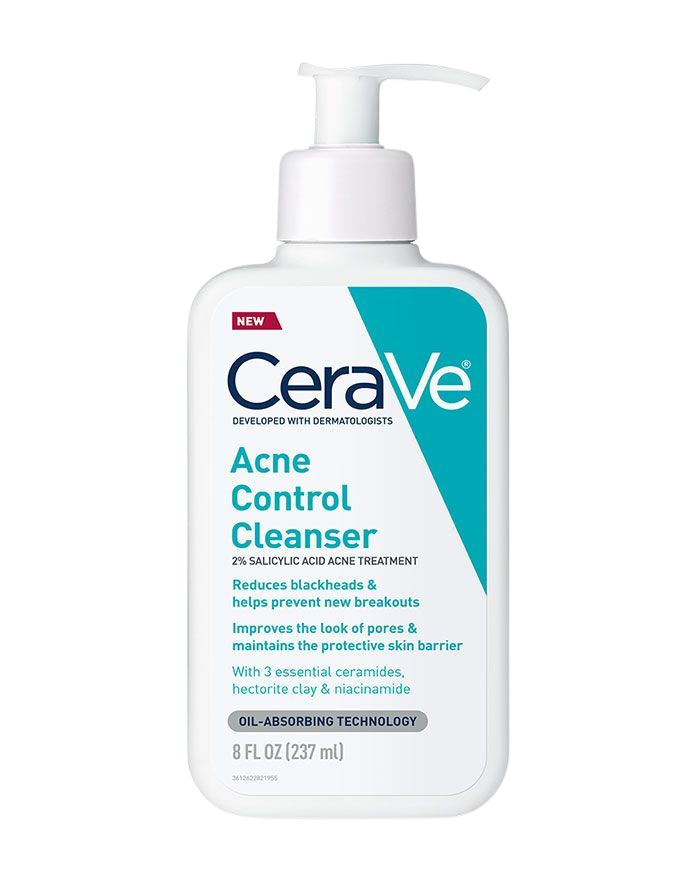 NEW
CeraVe®
DEVELOPED WITH DERMATOLOGISTS
Acne
Control
Cleanser
2% SALICYLIC ACID ACNE TREATMENT
Reduces blackheads &
helps prevent new breakouts
Improves the look of pores &
maintains the protective skin barrier
With 3 essential ceramides,
hectorite clay & niacinamide
OIL-ABSORBING TECHNOLOGY
8 FL OZ (237 ml)
3612622821955